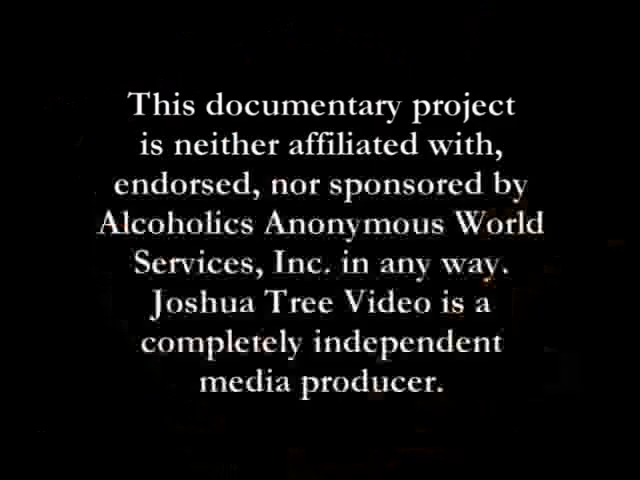 This documentary project
is neither affiliated with,
endorsed, nor sponsored by
Alcoholics Anonymous World
Services, Inc. in any way.
Joshua Tree Video is a
completely independent
media producer.